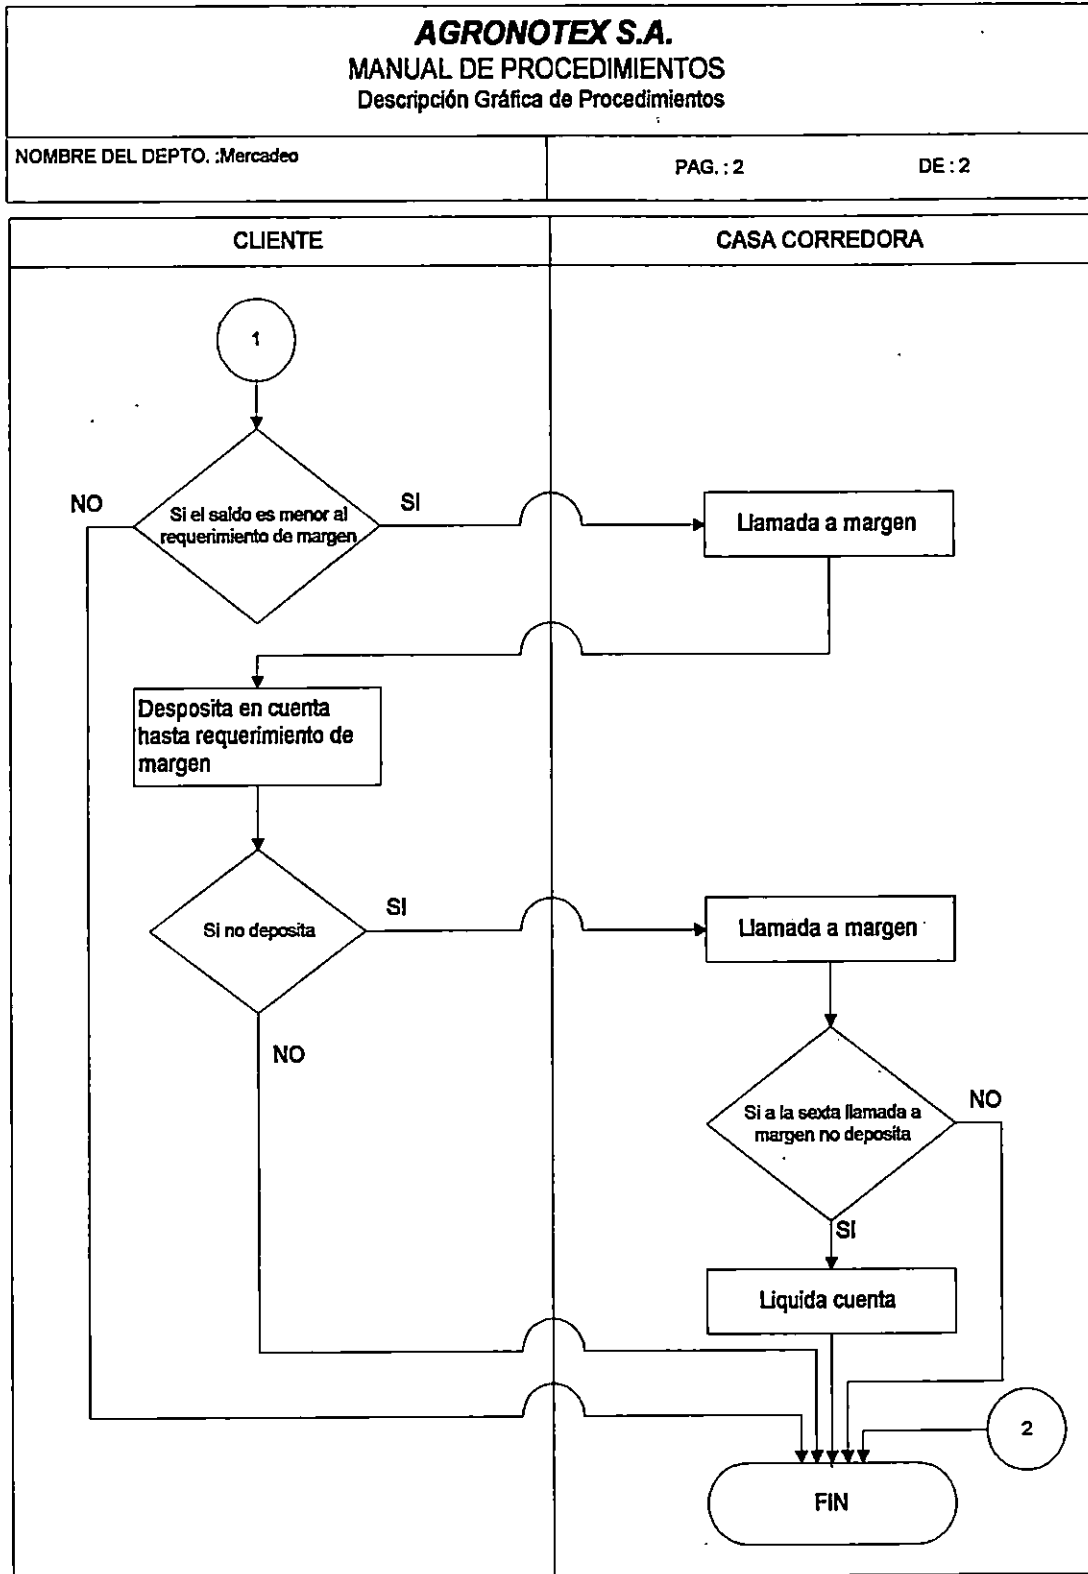 AGRONOTEX S.A.
MANUAL DE PROCEDIMIENTOS
Descripción Gráfica de Procedimientos
NOMBRE DEL DEPTO. :Mercadeo
PAG. : 2 DE : 2
CLIENTE
CASA CORREDORA
1
NO
Si el saldo es menor al
requerimiento de margen
SI
Llamada a margen
Desposita en cuenta
hasta requerimiento de
margen
Si no deposita
SI
Llamada a margen
NO
Si a la sexta llamada a
margen no deposita
NO
SI
Liquida cuenta
2
FIN